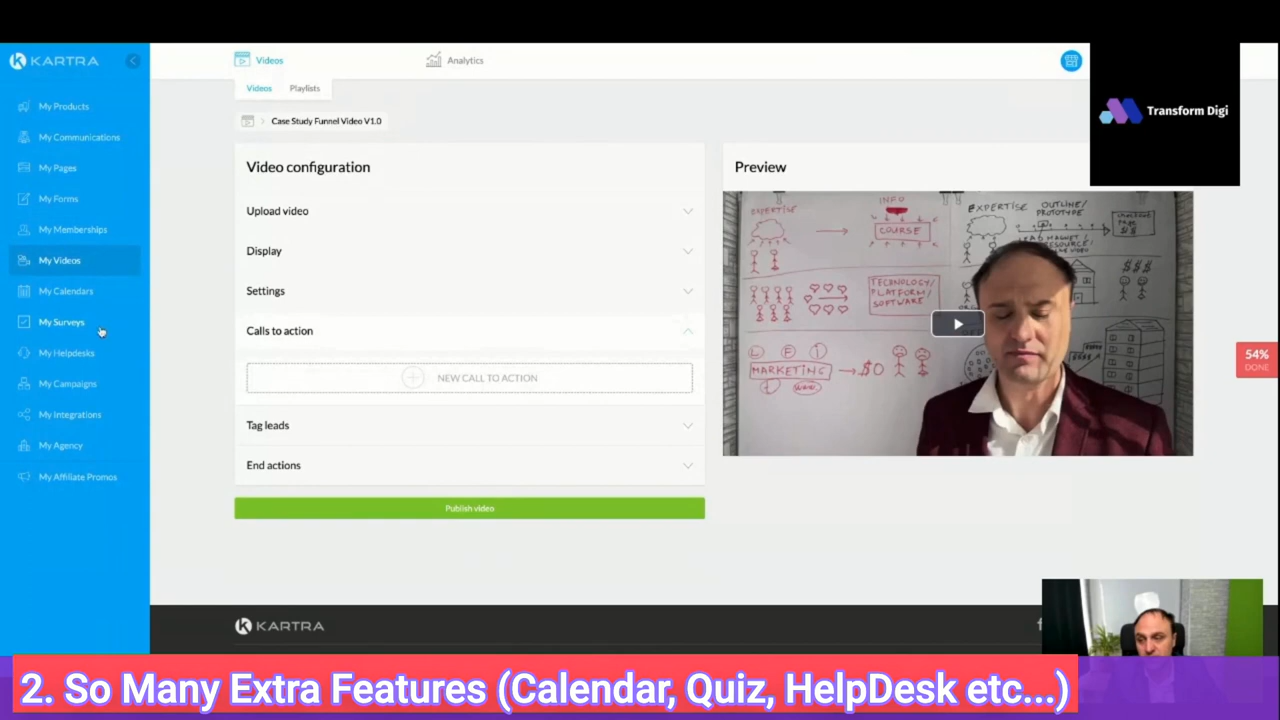 KARTRA
My Products
My Communications
My Pages
My Forms
My Memberships
My Videos
My Calendars
My Surveys
My Helpdesks
My Campaigns
My Integrations
My Agency
My Affiliate Promos
Videos
Analytics
Videos
Playlists
Case Study Funnel Video V1.0
Video configuration
Upload video
Display
Settings
Calls to action
NEW CALL TO ACTION
Tag leads
End actions
Publish video
Preview
EXPERTISE
INFO
COURSE
EXPERTISE
OUTLINE/
PROTOTYPE
TECHNOLOGY/
PLATFORM/
SOFTWARE
$$$
MARKETING
$0
Transform Digi
54%
DONE
KARTRA
2. So Many Extra Features (Calendar, Quiz, HelpDesk etc...)